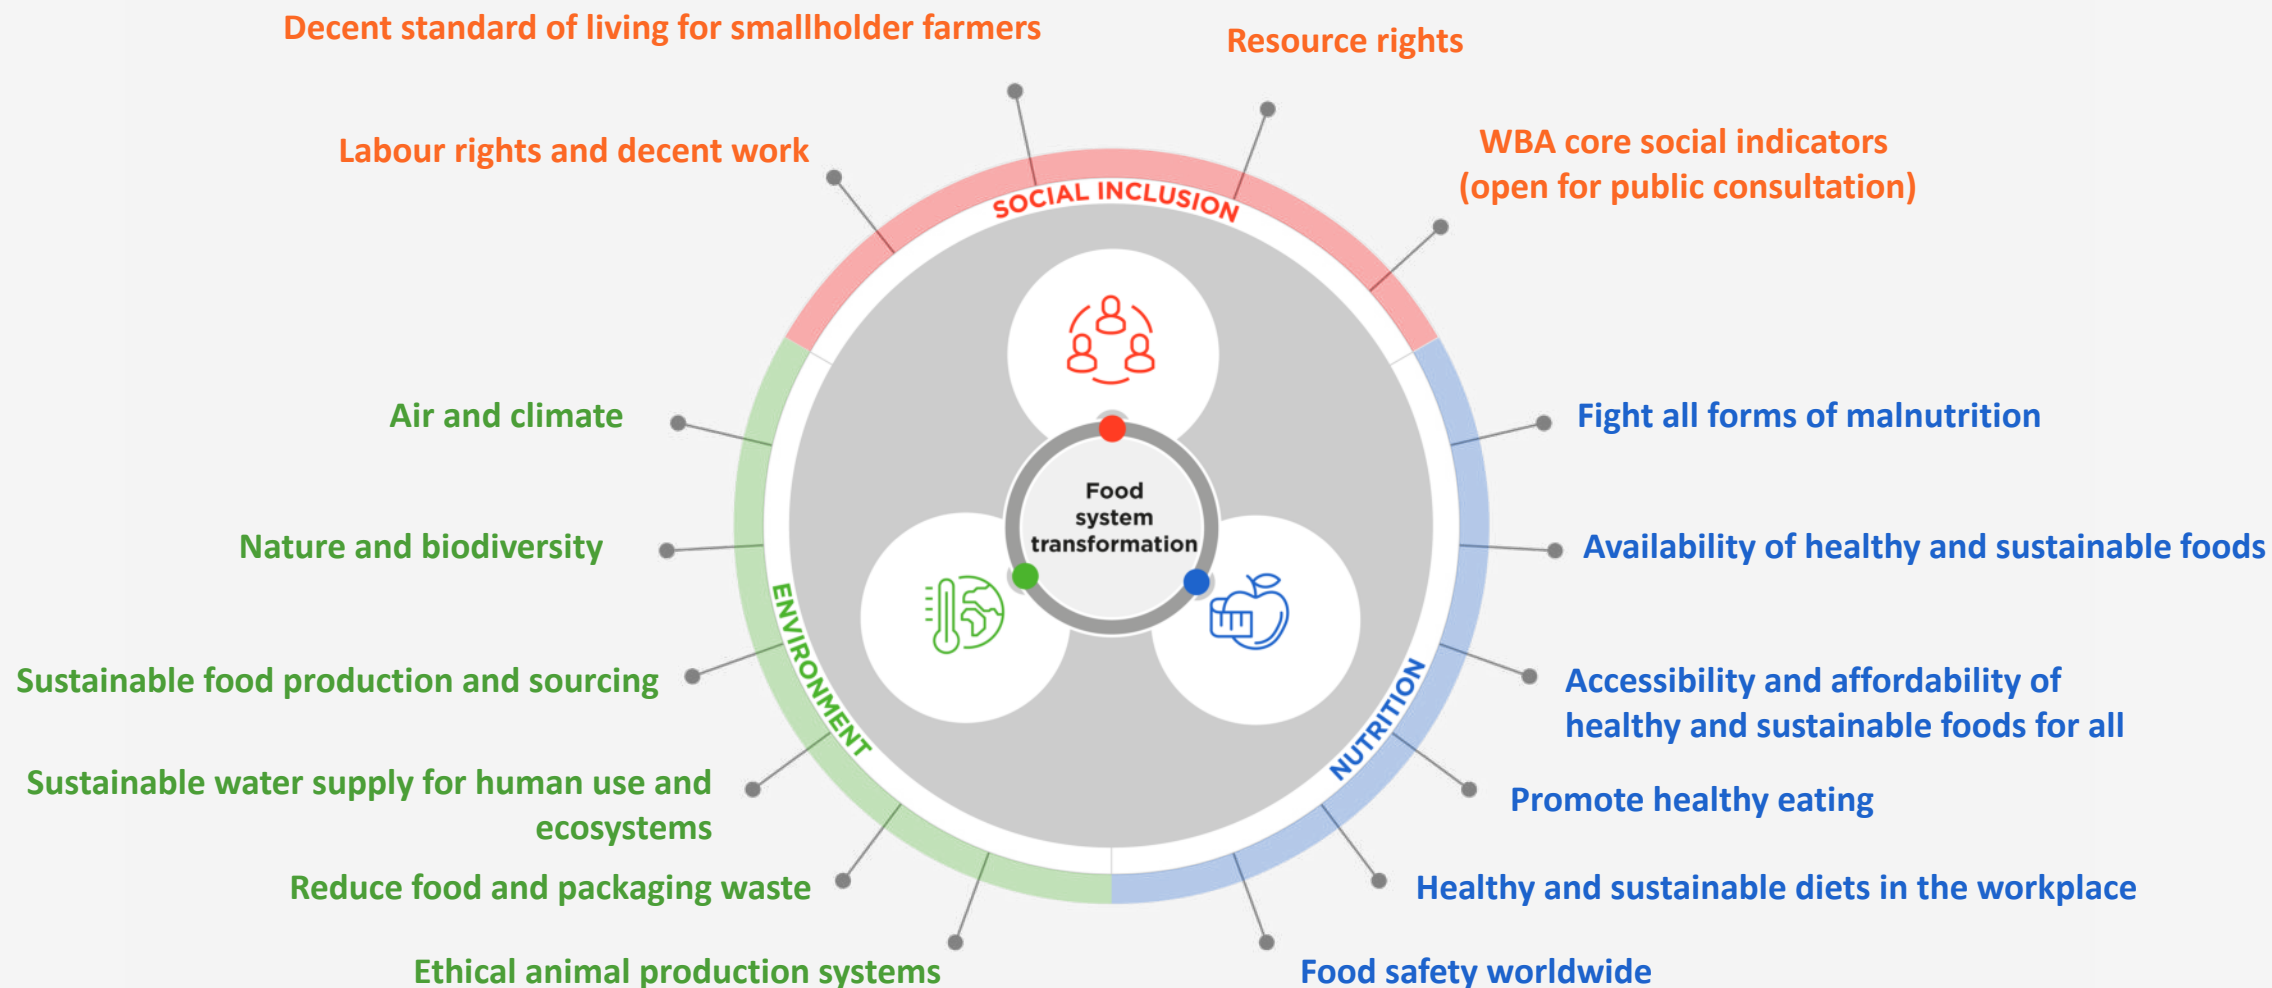 Decent standard of living for smallholder farmers
Resource rights
Labour rights and decent work
WBA core social indicators
(open for public consultation)
SOCIAL INCLUSION
Air and climate
Nature and biodiversity
Sustainable food production and sourcing
Sustainable water supply for human use and
ecosystems
Reduce food and packaging waste
Ethical animal production systems
ENVIRONMENT
Food
system
transformation
NUTRITION
Fight all forms of malnutrition
Availability of healthy and sustainable foods
Accessibility and affordability of
healthy and sustainable foods for all
Promote healthy eating
Healthy and sustainable diets in the workplace
Food safety worldwide